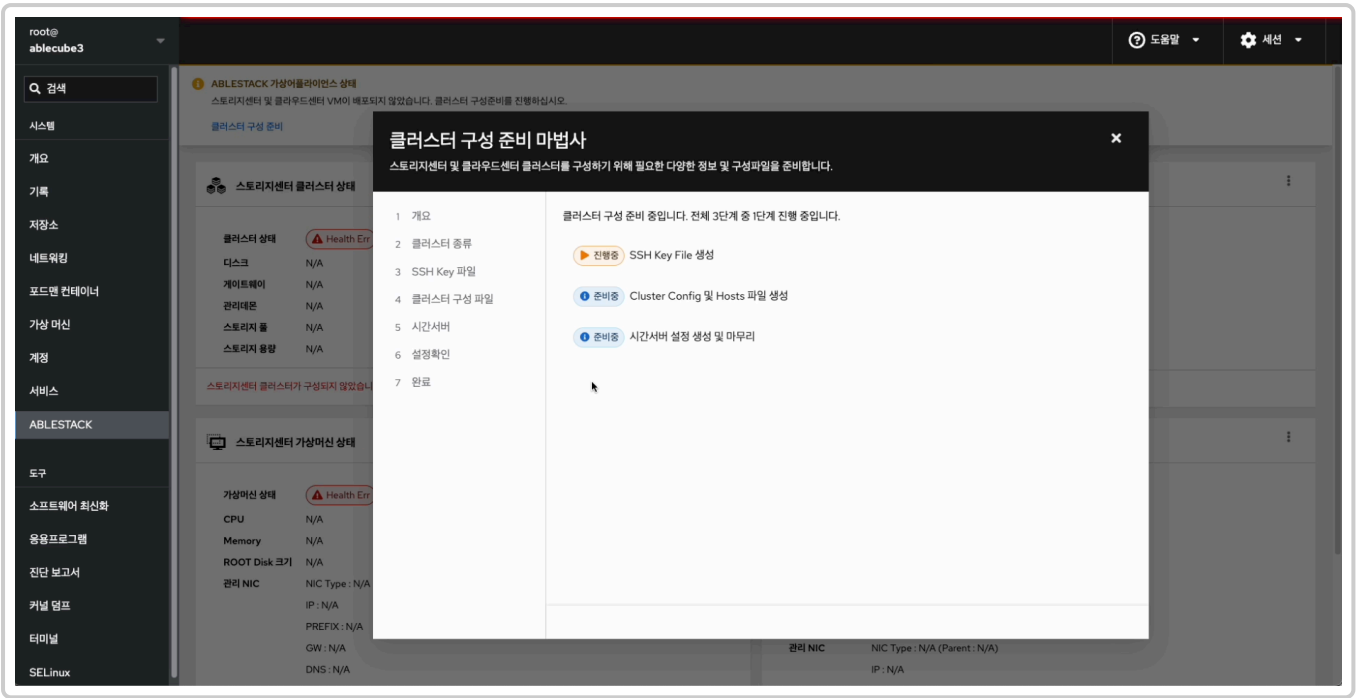 root@
ablecube3
도움말
세션
검색
시스템
개요
기록
저장소
네트워킹
포드맨 컨테이너
가상 머신
계정
서비스
ABLESTACK
도구
소프트웨어 최신화
응용프로그램
진단 보고서
커널 덤프
터미널
SELinux
ABLESTACK 가상어플라이언스 상태
스토리지센터 및 클라우드센터 VM이 배포되지 않았습니다. 클러스터 구성준비를 진행하십시오.
클러스터 구성 준비
스토리지센터 클러스터 상태
클러스터 상태 Health Err
디스크 N/A
게이트웨이 N/A
관리데몬 N/A
스토리지 풀 N/A
스토리지 용량 N/A
스토리지센터 클러스터가 구성되지 않았습니
스토리지센터 가상머신 상태
가상머신 상태 Health Err
CPU N/A
Memory N/A
ROOT Disk 크기 N/A
관리 NIC NIC Type : N/A
IP : N/A
PREFIX : N/A
GW : N/A
DNS : N/A
관리 NIC NIC Type : N/A (Parent : N/A)
IP : N/A
클러스터 구성 준비 마법사
스토리지센터 및 클라우드센터 클러스터를 구성하기 위해 필요한 다양한 정보 및 구성파일을 준비합니다.
1 개요
2 클러스터 종류
3 SSH Key 파일
4 클러스터 구성 파일
5 시간서버
6 설정확인
7 완료
클러스터 구성 준비 중입니다. 전체 3단계 중 1단계 진행 중입니다.
진행중 SSH Key File 생성
준비중 Cluster Config 및 Hosts 파일 생성
준비중 시간서버 설정 생성 및 마무리